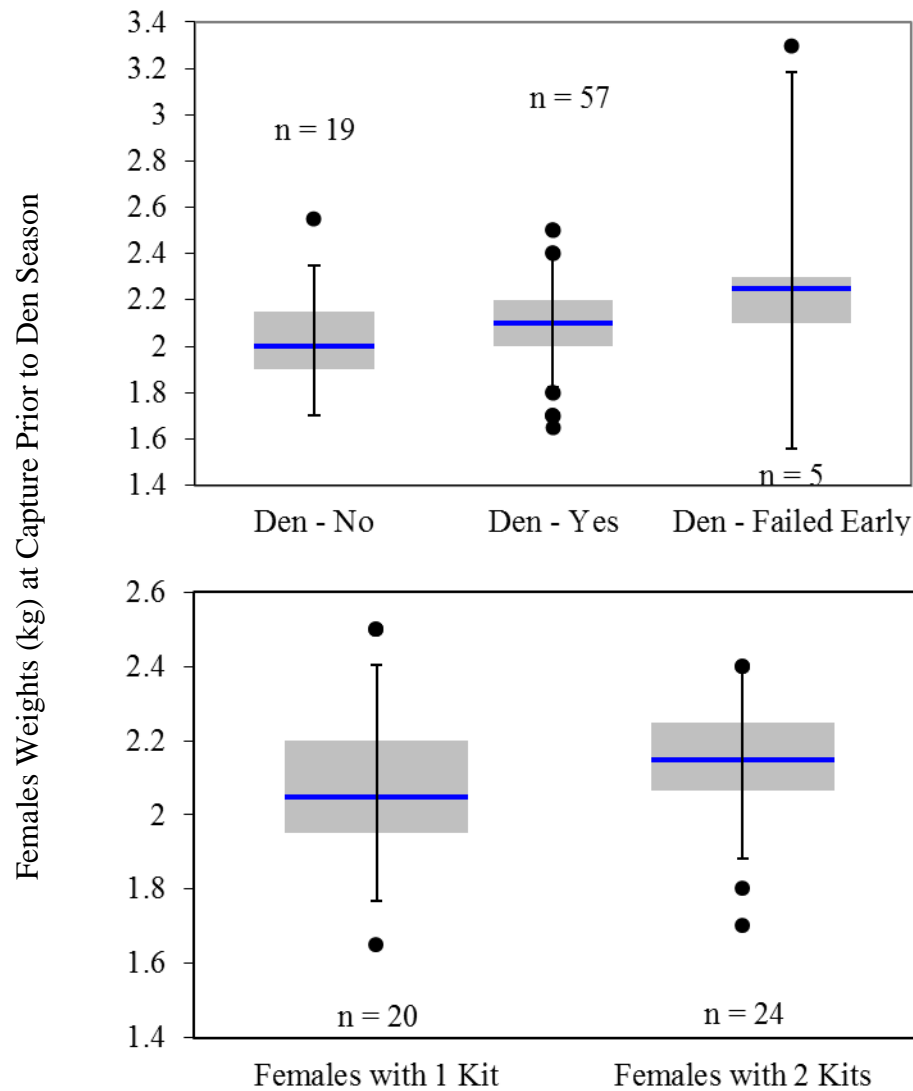 Females Weights (kg) at Capture Prior to Den Season
3.4
3.2
3
2.8
2.6
2.4
2.2
2
1.8
1.6
1.4
n = 19
n = 57
n = 5
Den - No
Den - Yes
Den - Failed Early
2.6
2.4
2.2
2
1.8
1.6
1.4
n = 20
n = 24
Females with 1 Kit
Females with 2 Kits